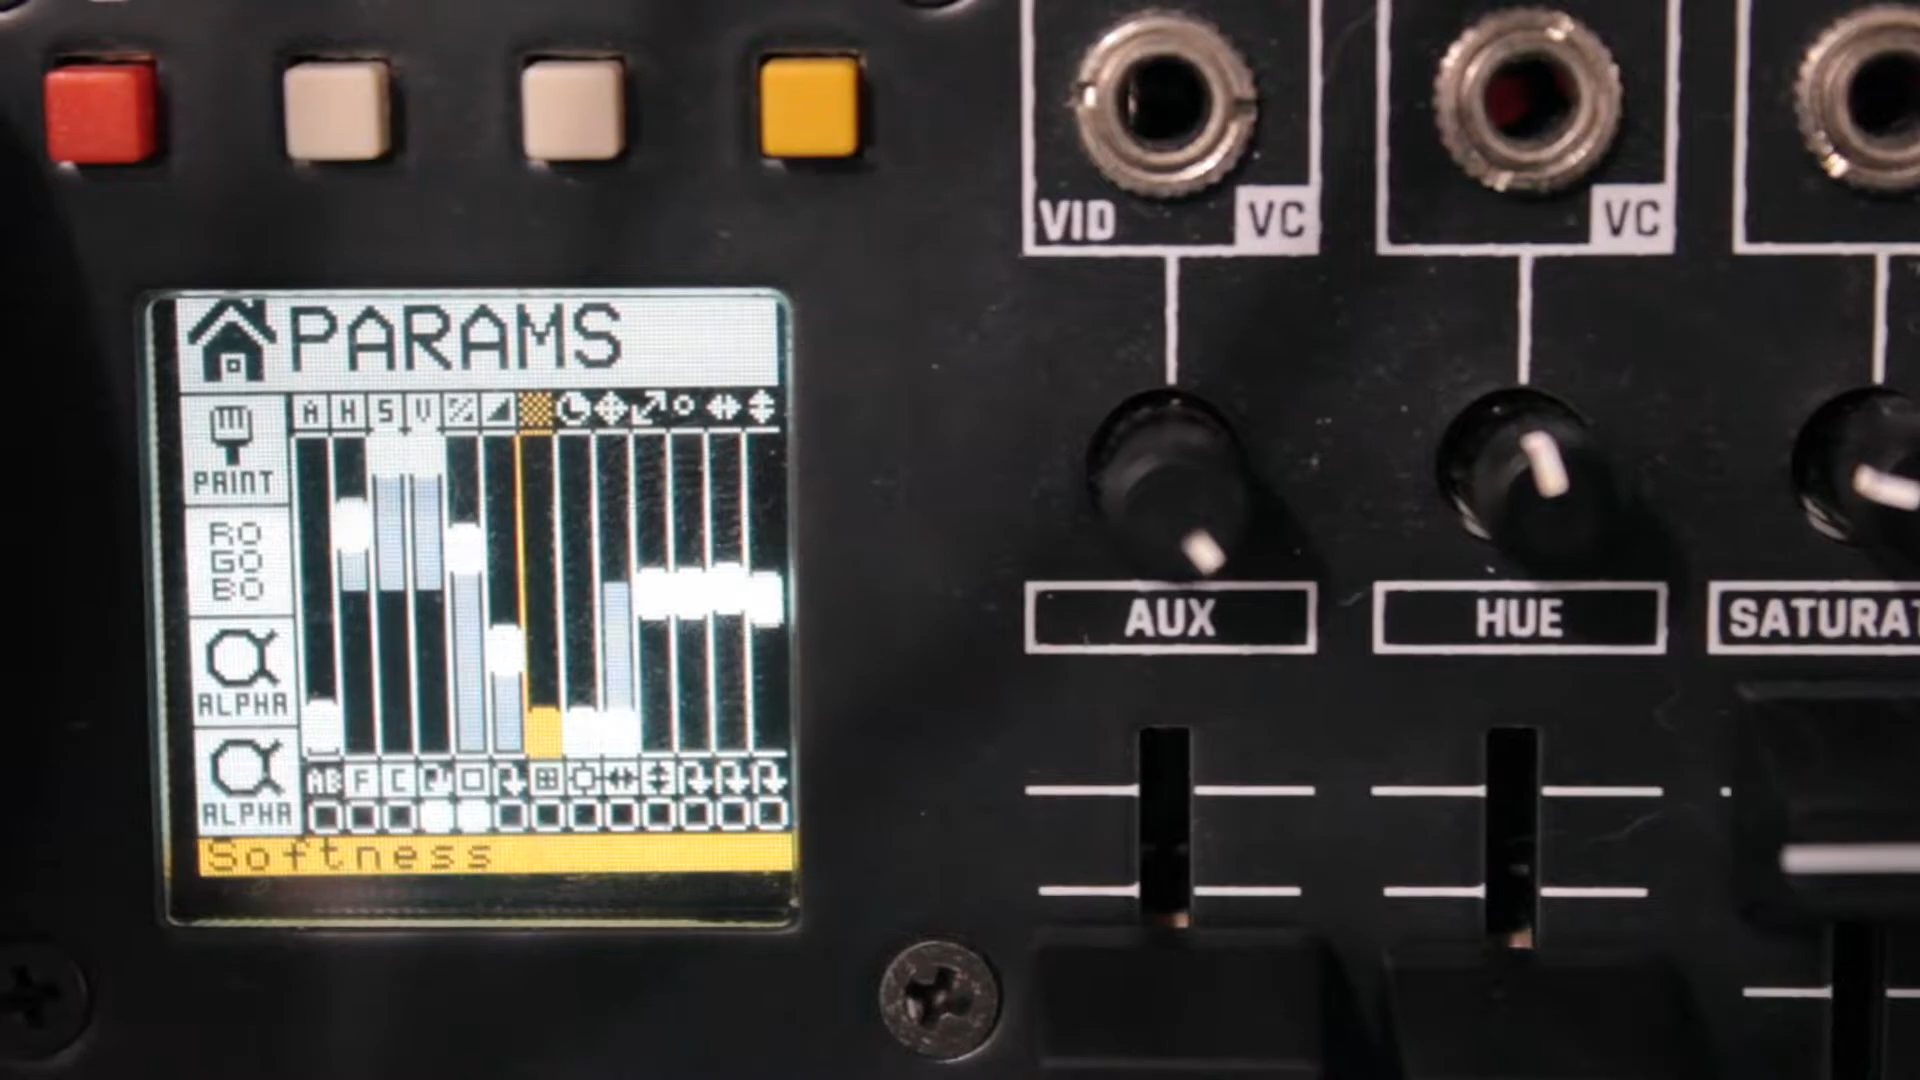 VID VC VC
PARAMS
A H S V
PAINT
RO
GO
BO
ALPHA
ALPHA
AB F C
Softness
AUX HUE SATURAT